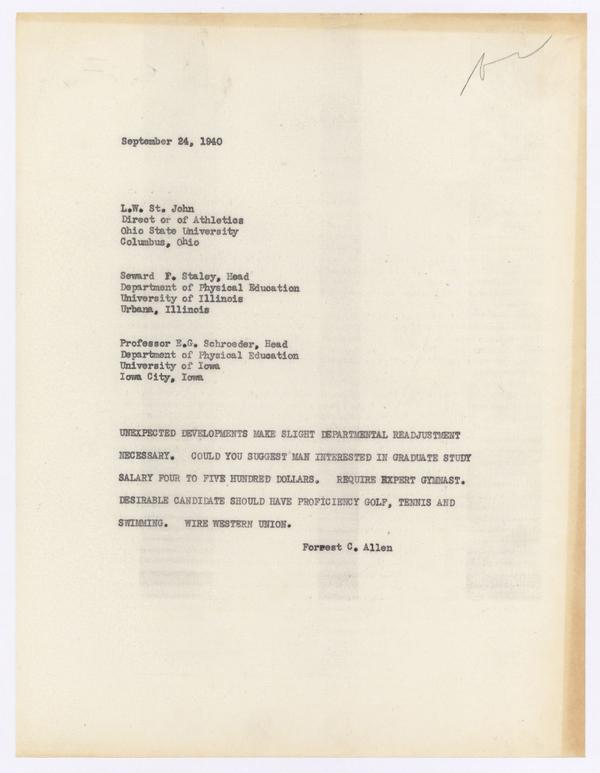 September 24, 1940
L.W. St. John
Director of Athletics
Ohio State University
Columbus, Ohio
Seward F. Staley, Head
Department of Physical Education
University of Illinois
Urbana, Illinois
Professor E.G. Schroeder, Head
Department of Physical Education
University of Iowa
Iowa City, Iowa
UNEXPECTED DEVELOPMENTS MAKE SLIGHT DEPARTMENTAL READJUSTMENT
NECESSARY. COULD YOU SUGGEST MAN INTERESTED IN GRADUATE STUDY
SALARY FOUR TO FIVE HUNDRED DOLLARS. REQUIRE EXPERT GYMNAST.
DESIRABLE CANDIDATE SHOULD HAVE PROFICIENCY GOLF, TENNIS AND
SWIMMING. WIRE WESTERN UNION.
Forrest C. Allen